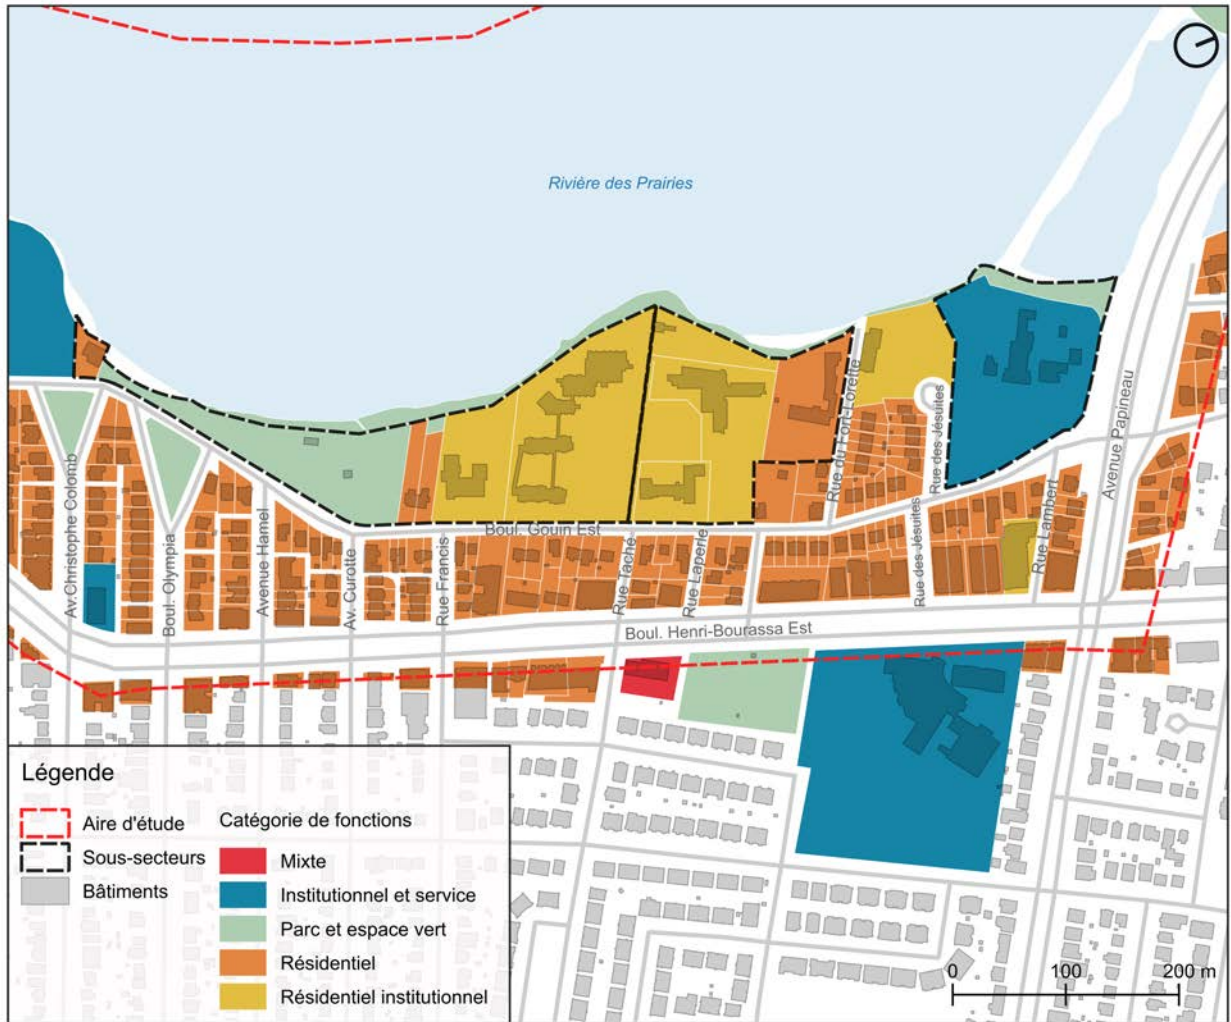 Rivière des Prairies
Av.Christophe Colomb
Boul. Olympia
Avenue Hamel
Av. Curotte
Rue Francis
Boul. Gouin Est
Rue Taché
Rue Laperle
Rue du Fort-Lorette
Rue des Jésuites
Rue des Jésuites
Rue Lambert
Avenue Papineau
Boul. Henri-Bourassa Est
Légende
Aire d'étude
Sous-secteurs
Bâtiments
Catégorie de fonctions
Mixte
Institutionnel et service
Parc et espace vert
Résidentiel
Résidentiel institutionnel
0 100 200 m